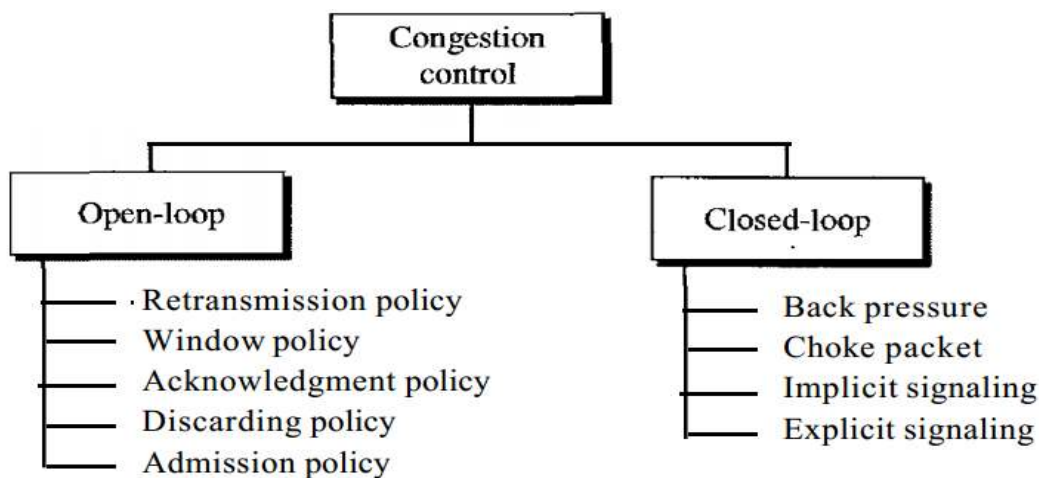 Congestion
control
Open-loop
Closed-loop
Retransmission policy
Window policy
Acknowledgment policy
Discarding policy
Admission policy
Back pressure
Choke packet
Implicit signaling
Explicit signaling